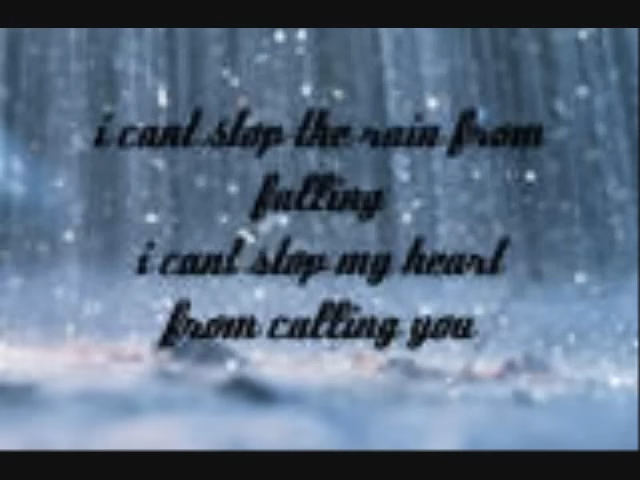 i cant stop the rain from
falling
i cant stop my heart
from calling you